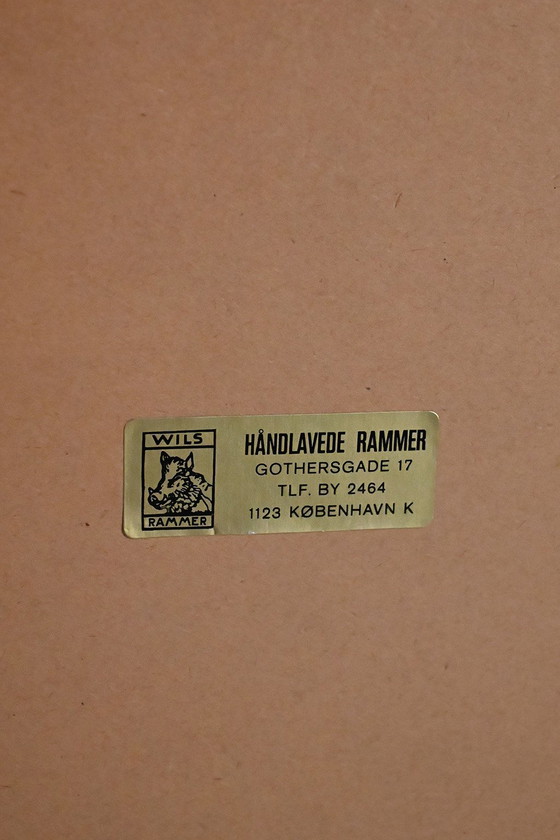 WILS
RAMMER
HÅNDLAVEDE RAMMER
GOTHERSGADE 17
TLF. BY 2464
1123 KØBENHAVN K